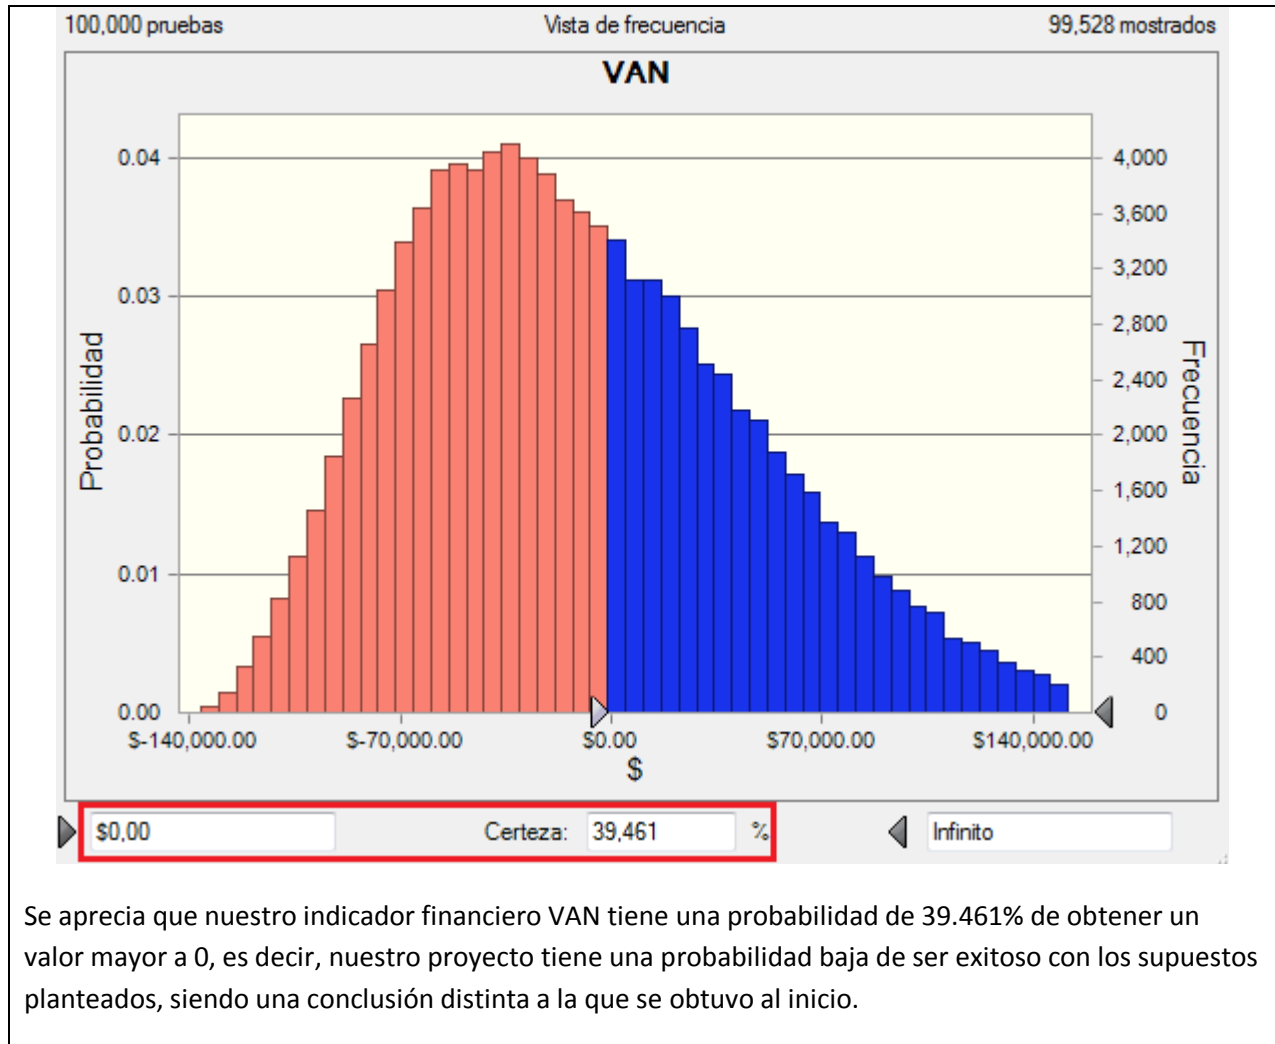 100,000 pruebas Vista de frecuencia 99,528 mostrados
VAN
0.04 4,000
3,600
3,200
0.03
2,800
2,400
0.02 2,000
1,600
1,200
0.01
800
400
0.00 0
Probabilidad
Frecuencia
$-140,000.00 $-70,000.00 $0.00 $70,000.00 $140,000.00
$
$0,00 Certeza: 39,461 % Infinito
Se aprecia que nuestro indicador financiero VAN tiene una probabilidad de 39.461% de obtener un
valor mayor a 0, es decir, nuestro proyecto tiene una probabilidad baja de ser exitoso con los supuestos
planteados, siendo una conclusión distinta a la que se obtuvo al inicio.